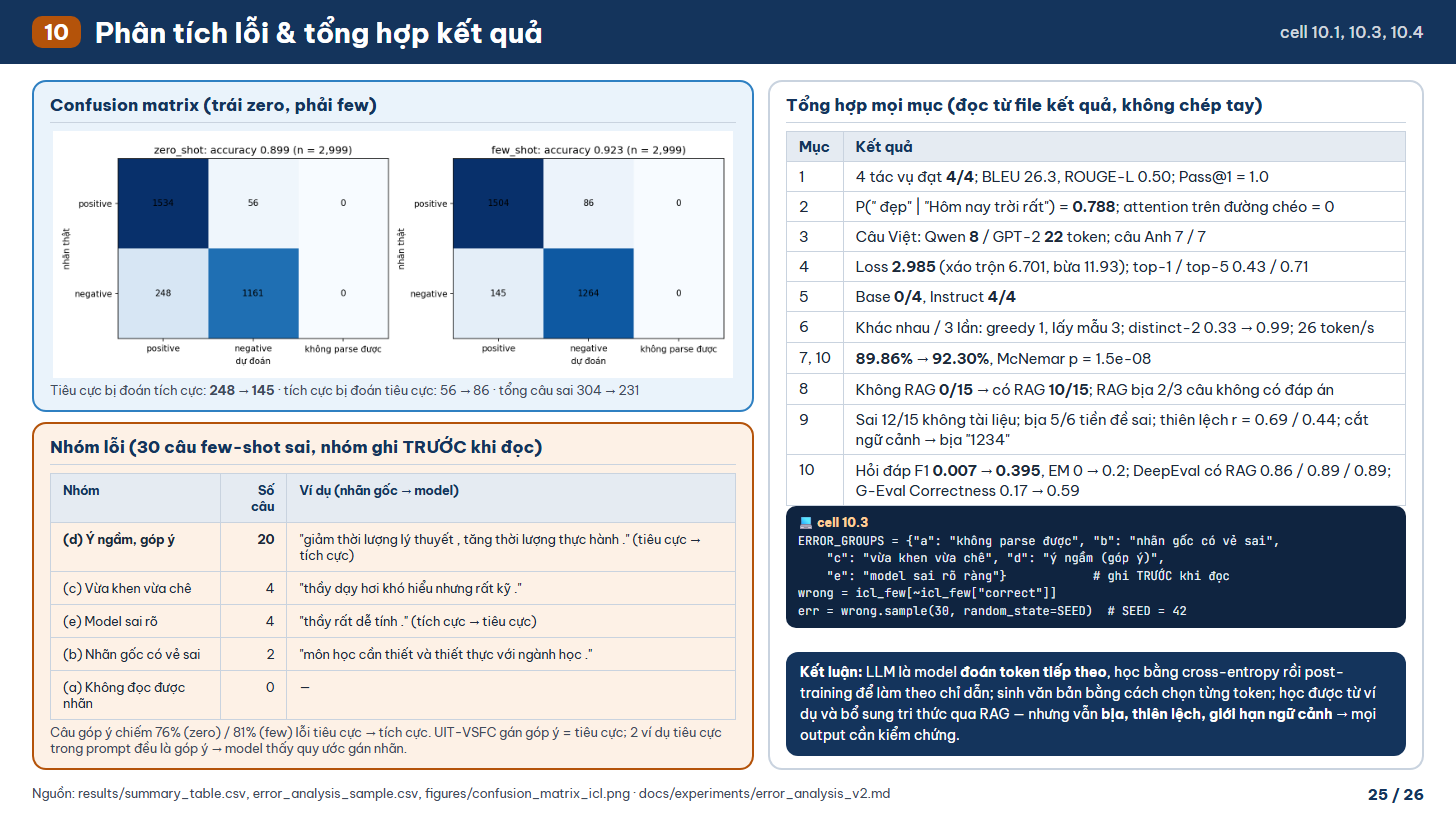 10 Phân tích lỗi & tổng hợp kết quả
cell 10.1, 10.3, 10.4
Confusion matrix (trái zero, phải few)
zero_shot: accuracy 0.899 (n = 2,999)
nhãn thật
positive 1534 56 0
negative 248 1161 0
positive negative không parse được
dự đoán
few_shot: accuracy 0.923 (n = 2,999)
nhãn thật
positive 1504 86 0
negative 145 1264 0
positive negative không parse được
dự đoán
Tiêu cực bị đoán tích cực: 248 → 145 · tích cực bị đoán tiêu cực: 56 → 86 · tổng câu sai 304 → 231
Nhóm lỗi (30 câu few-shot sai, nhóm ghi TRƯỚC khi đọc)
Nhóm Số câu Ví dụ (nhãn gốc → model)
(d) Ý ngầm, góp ý 20 "giảm thời lượng lý thuyết , tăng thời lượng thực hành ." (tiêu cực →
tích cực)
(c) Vừa khen vừa chê 4 "thầy dạy hơi khó hiểu nhưng rất kỹ ."
(e) Model sai rõ 4 "thầy rất dễ tính ." (tích cực → tiêu cực)
(b) Nhãn gốc có vẻ sai 2 "môn học cần thiết và thiết thực với ngành học ."
(a) Không đọc được
nhãn 0 —
Câu góp ý chiếm 76% (zero) / 81% (few) lỗi tiêu cực → tích cực. UIT-VSFC gán góp ý = tiêu cực; 2 ví dụ tiêu cực
trong prompt đều là góp ý → model thấy quy ước gán nhãn.
Tổng hợp mọi mục (đọc từ file kết quả, không chép tay)
Mục Kết quả
1 4 tác vụ đạt 4/4; BLEU 26.3, ROUGE-L 0.50; Pass@1 = 1.0
2 P(" đẹp" | "Hôm nay trời rất") = 0.788; attention trên đường chéo = 0
3 Câu Việt: Qwen 8 / GPT-2 22 token; câu Anh 7 / 7
4 Loss 2.985 (xáo trộn 6.701, bừa 11.93); top-1 / top-5 0.43 / 0.71
5 Base 0/4, Instruct 4/4
6 Khác nhau / 3 lần: greedy 1, lấy mẫu 3; distinct-2 0.33 → 0.99; 26 token/s
7, 10 89.86% → 92.30%, McNemar p = 1.5e-08
8 Không RAG 0/15 → có RAG 10/15; RAG bịa 2/3 câu không có đáp án
9 Sai 12/15 không tài liệu; bịa 5/6 tiền đề sai; thiên lệch r = 0.69 / 0.44; cắt
ngữ cảnh → bịa "1234"
10 Hỏi đáp F1 0.007 → 0.395, EM 0 → 0.2; DeepEval có RAG 0.86 / 0.89 / 0.89;
G-Eval Correctness 0.17 → 0.59
cell 10.3
ERROR_GROUPS = {"a": "không parse được", "b": "nhãn gốc có vẻ sai",
"c": "vừa khen vừa chê", "d": "ý ngầm (góp ý)",
"e": "model sai rõ ràng"} # ghi TRƯỚC khi đọc
wrong = icl_few[~icl_few["correct"]]
err = wrong.sample(30, random_state=SEED) # SEED = 42
Kết luận: LLM là model đoán token tiếp theo, học bằng cross-entropy rồi post-
training để làm theo chỉ dẫn; sinh văn bản bằng cách chọn từng token; học được từ ví
dụ và bổ sung tri thức qua RAG — nhưng vẫn bịa, thiên lệch, giới hạn ngữ cảnh → mọi
output cần kiểm chứng.
Nguồn: results/summary_table.csv, error_analysis_sample.csv, figures/confusion_matrix_icl.png · docs/experiments/error_analysis_v2.md
25 / 26